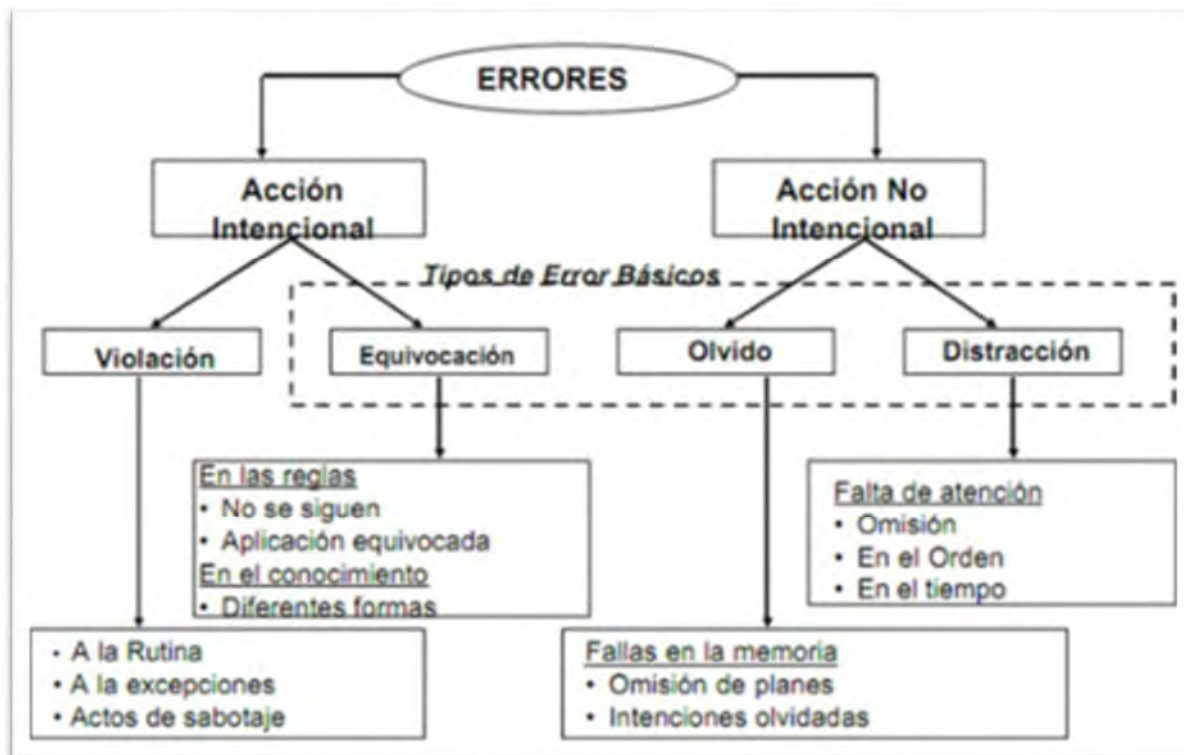 ERRORES
Acción
Intencional
Acción No
Intencional
Tipos de Error Básicos
Violación
Equivocación
Olvido
Distracción
En las reglas
• No se siguen
• Aplicación equivocada
En el conocimiento
• Diferentes formas
Falta de atención
• Omisión
• En el Orden
• En el tiempo
• A la Rutina
• A la excepciones
• Actos de sabotaje
Fallas en la memoria
• Omisión de planes
• Intenciones olvidadas